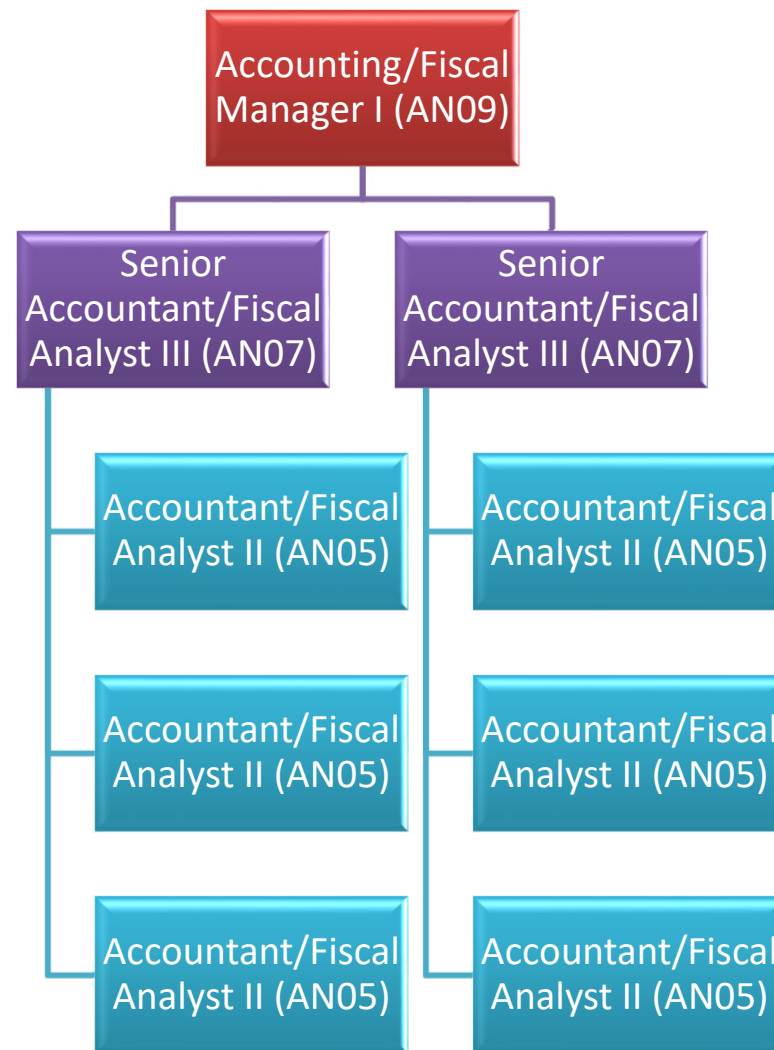 Accounting/Fiscal
Manager I (AN09)
Senior
Accountant/Fiscal
Analyst III (AN07)
Senior
Accountant/Fiscal
Analyst III (AN07)
Accountant/Fiscal
Analyst II (AN05)
Accountant/Fiscal
Analyst II (AN05)
Accountant/Fiscal
Analyst II (AN05)
Accountant/Fiscal
Analyst II (AN05)
Accountant/Fiscal
Analyst II (AN05)
Accountant/Fiscal
Analyst II (AN05)